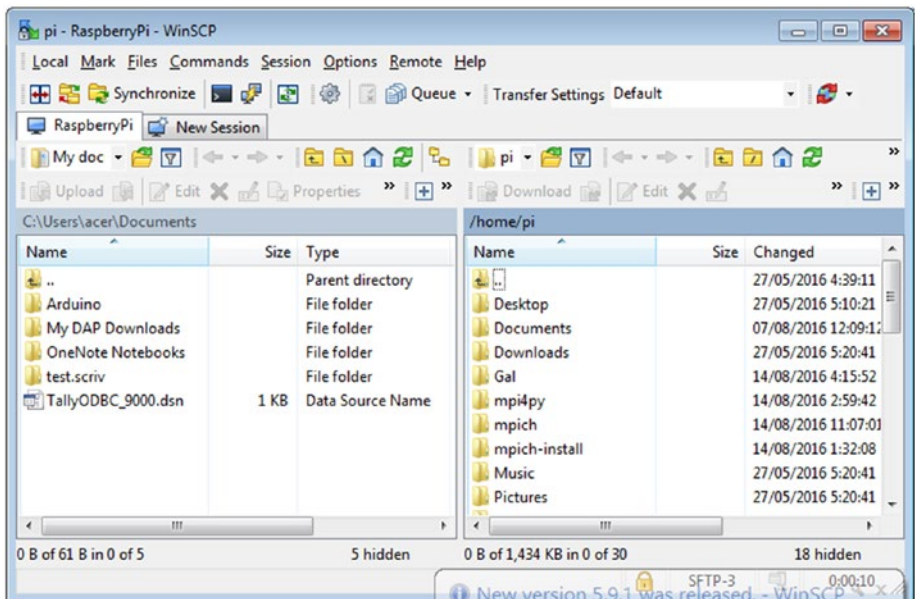 pi - RaspberryPi - WinSCP
Local Mark Files Commands Session Options Remote Help
Synchronize Queue Transfer Settings Default
RaspberryPi New Session
My doc pi
Upload Edit Properties » » Download Edit » »
C:\Users\acer\Documents /home/pi
Name Size Type Name Size Changed
.. Parent directory .. 27/05/2016 4:39:11
Arduino File folder Desktop 27/05/2016 5:10:21
My DAP Downloads File folder Documents 07/08/2016 12:09:12
OneNote Notebooks File folder Downloads 27/05/2016 5:20:41
test.scriv File folder Gal 14/08/2016 4:15:52
TallyODBC_9000.dsn 1 KB Data Source Name mpi4py 14/08/2016 2:59:42
mpich 14/08/2016 11:07:01
mpich-install 14/08/2016 1:32:08
Music 27/05/2016 5:20:41
Pictures 27/05/2016 5:20:41
0 B of 61 B in 0 of 5 5 hidden 0 B of 1,434 KB in 0 of 30 18 hidden
SFTP-3 0:00:10
New version 5.9.1 was released. - WinSCP